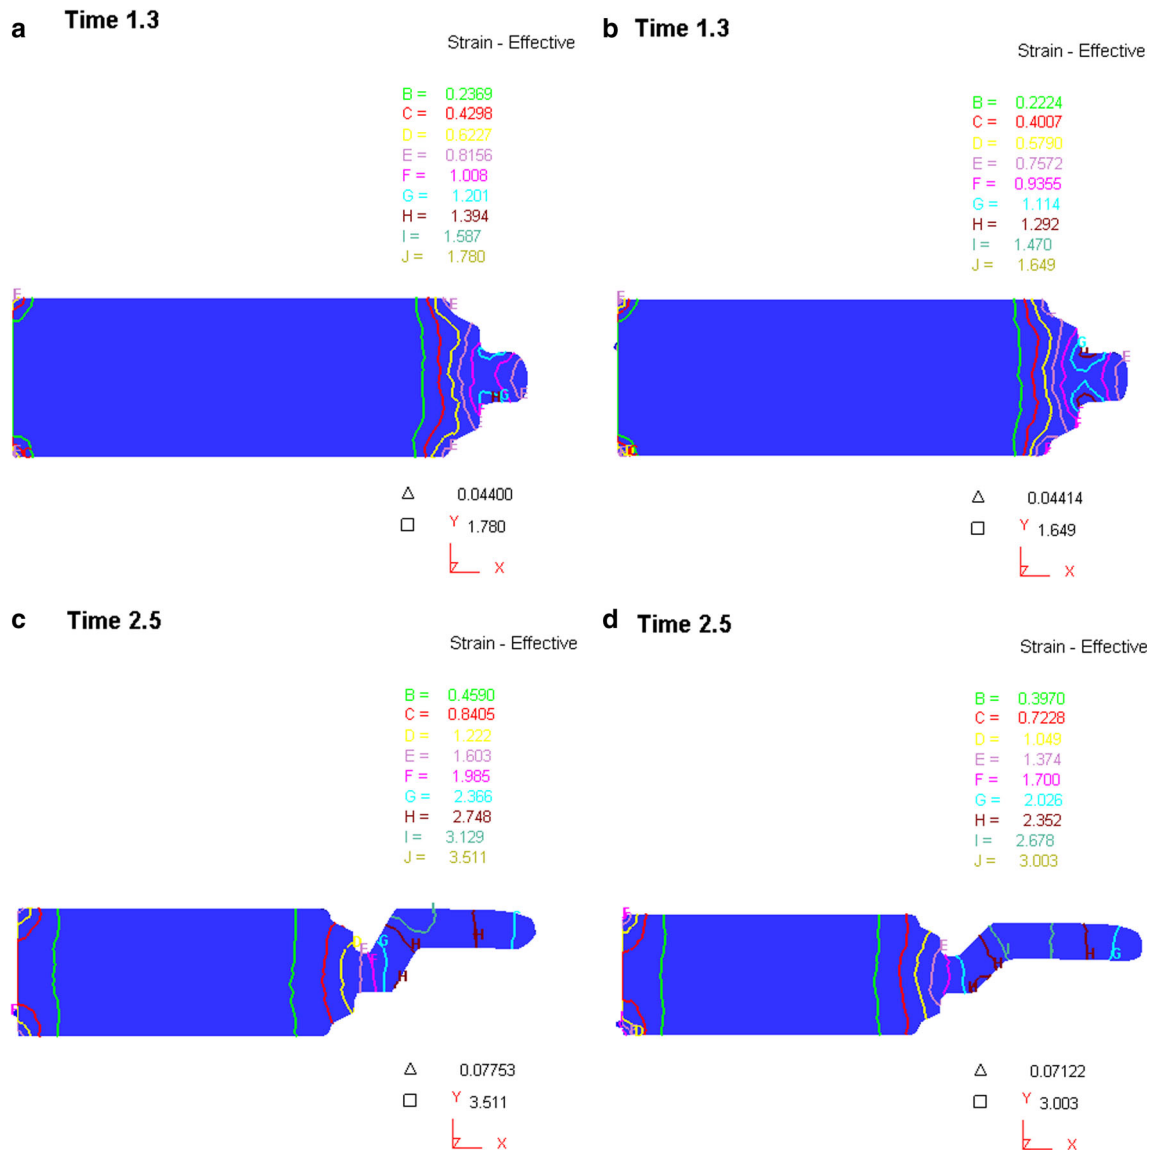 a Time 1.3
Strain - Effective
B = 0.2369
C = 0.4298
D = 0.6227
E = 0.8156
F = 1.008
G = 1.201
H = 1.394
I = 1.587
J = 1.780
E
E
H G E
E
△ 0.04400
□ 1.780
Y
Z X
b Time 1.3
Strain - Effective
B = 0.2224
C = 0.4007
D = 0.5790
E = 0.7572
F = 0.9355
G = 1.114
H = 1.292
I = 1.470
J = 1.649
E
G
H
E
F
D
△ 0.04414
□ 1.649
Y
Z X
c Time 2.5
Strain - Effective
B = 0.4590
C = 0.8405
D = 1.222
E = 1.603
F = 1.985
G = 2.366
H = 2.748
I = 3.129
J = 3.511
I
D E F G H H
H
F
△ 0.07753
□ 3.511
Y
Z X
d Time 2.5
Strain - Effective
B = 0.3970
C = 0.7228
D = 1.049
E = 1.374
F = 1.700
G = 2.026
H = 2.352
I = 2.678
J = 3.003
F
E I H G
H
H
D
△ 0.07122
□ 3.003
Y
Z X